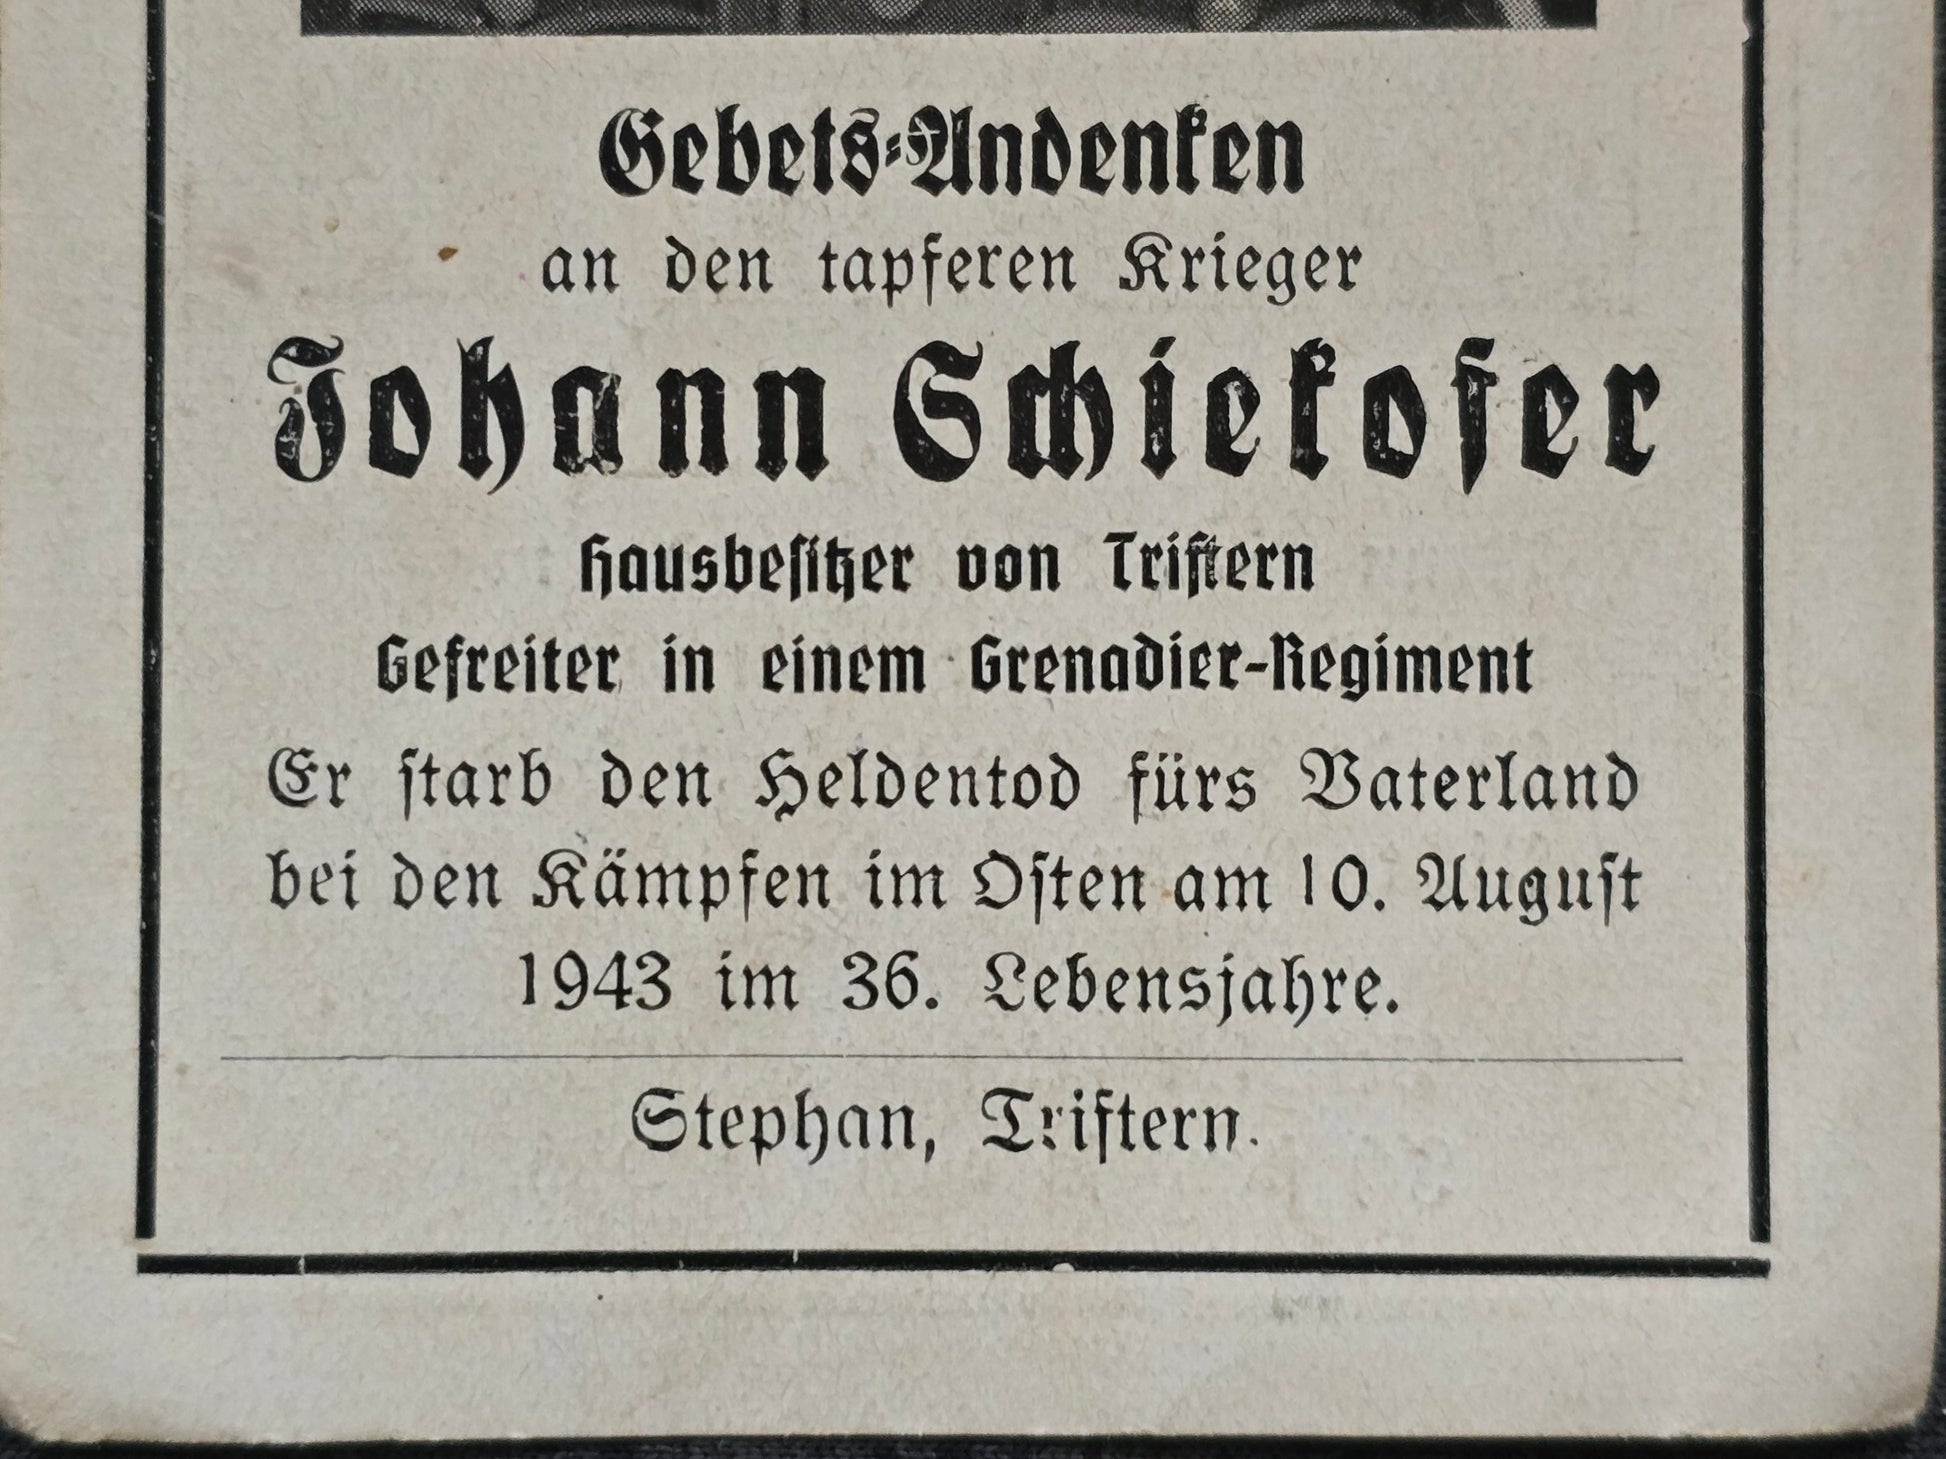 Gebets-Andenken
an den tapferen Krieger
Johann Schiekofer
Hausbesitzer von Triftern
Gefreiter in einem Grenadier-Regiment
Er starb den Heldentod fürs Vaterland
bei den Kämpfen im Osten am 10. August
1943 im 36. Lebensjahre.
Stephan, Triftern.